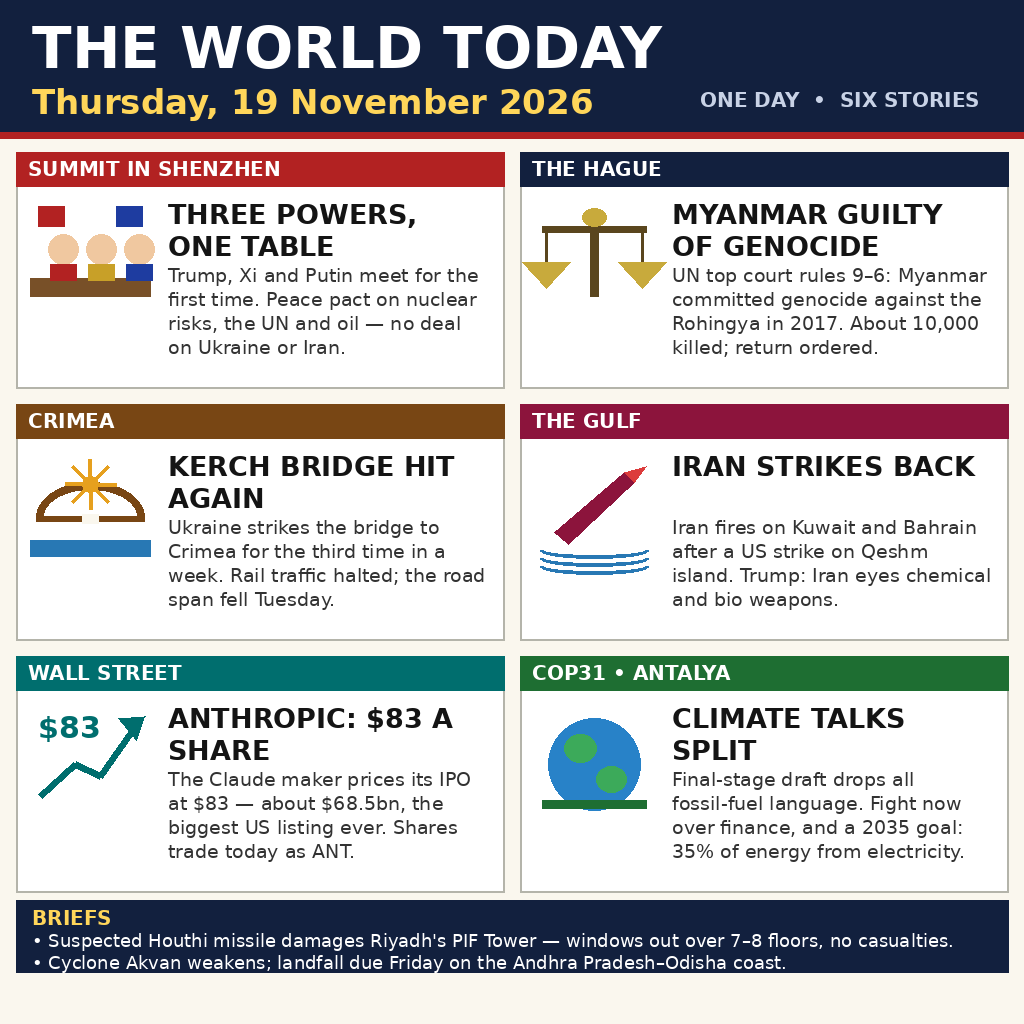 THE WORLD TODAY
Thursday, 19 November 2026
ONE DAY • SIX STORIES
SUMMIT IN SHENZHEN
THREE POWERS,
ONE TABLE
Trump, Xi and Putin meet for the
first time. Peace pact on nuclear
risks, the UN and oil — no deal
on Ukraine or Iran.
THE HAGUE
MYANMAR GUILTY
OF GENOCIDE
UN top court rules 9–6: Myanmar
committed genocide against the
Rohingya in 2017. About 10,000
killed; return ordered.
CRIMEA
KERCH BRIDGE HIT
AGAIN
Ukraine strikes the bridge to
Crimea for the third time in a
week. Rail traffic halted; the road
span fell Tuesday.
THE GULF
IRAN STRIKES BACK
Iran fires on Kuwait and Bahrain
after a US strike on Qeshm
island. Trump: Iran eyes chemical
and bio weapons.
WALL STREET
$83
ANTHROPIC: $83 A
SHARE
The Claude maker prices its IPO
at $83 — about $68.5bn, the
biggest US listing ever. Shares
trade today as ANT.
COP31 • ANTALYA
CLIMATE TALKS
SPLIT
Final-stage draft drops all
fossil-fuel language. Fight now
over finance, and a 2035 goal:
35% of energy from electricity.
BRIEFS
• Suspected Houthi missile damages Riyadh's PIF Tower — windows out over 7–8 floors, no casualties.
• Cyclone Akvan weakens; landfall due Friday on the Andhra Pradesh–Odisha coast.